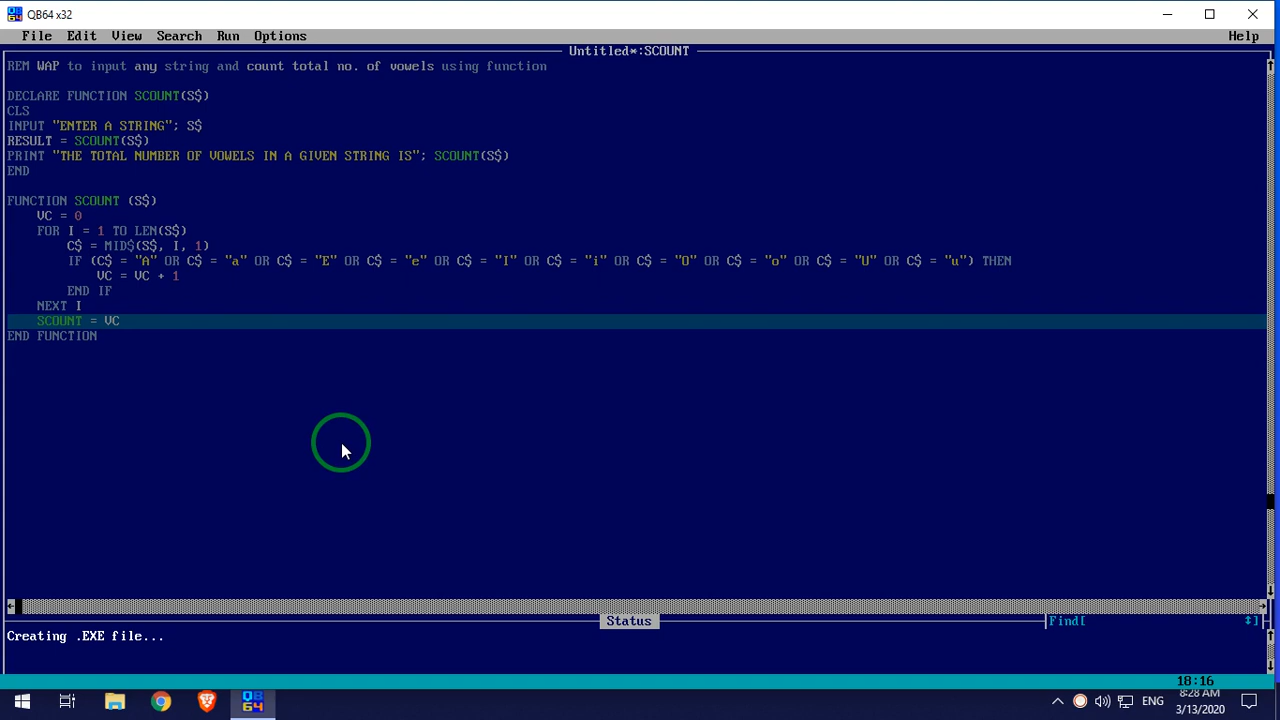 QB64 x32
File Edit View Search Run Options Help
Untitled*:SCOUNT
REM WAP to input any string and count total no. of vowels using function
DECLARE FUNCTION SCOUNT(S$)
CLS
INPUT "ENTER A STRING"; S$
RESULT = SCOUNT(S$)
PRINT "THE TOTAL NUMBER OF VOWELS IN A GIVEN STRING IS"; SCOUNT(S$)
END
FUNCTION SCOUNT (S$)
VC = 0
FOR I = 1 TO LEN(S$)
C$ = MID$(S$, I, 1)
IF (C$ = "A" OR C$ = "a" OR C$ = "E" OR C$ = "e" OR C$ = "I" OR C$ = "i" OR C$ = "O" OR C$ = "o" OR C$ = "U" OR C$ = "u") THEN
VC = VC + 1
END IF
NEXT I
SCOUNT = VC
END FUNCTION
Status
Find[ ]
Creating .EXE file...
18:16
ENG
8:28 AM
3/13/2020